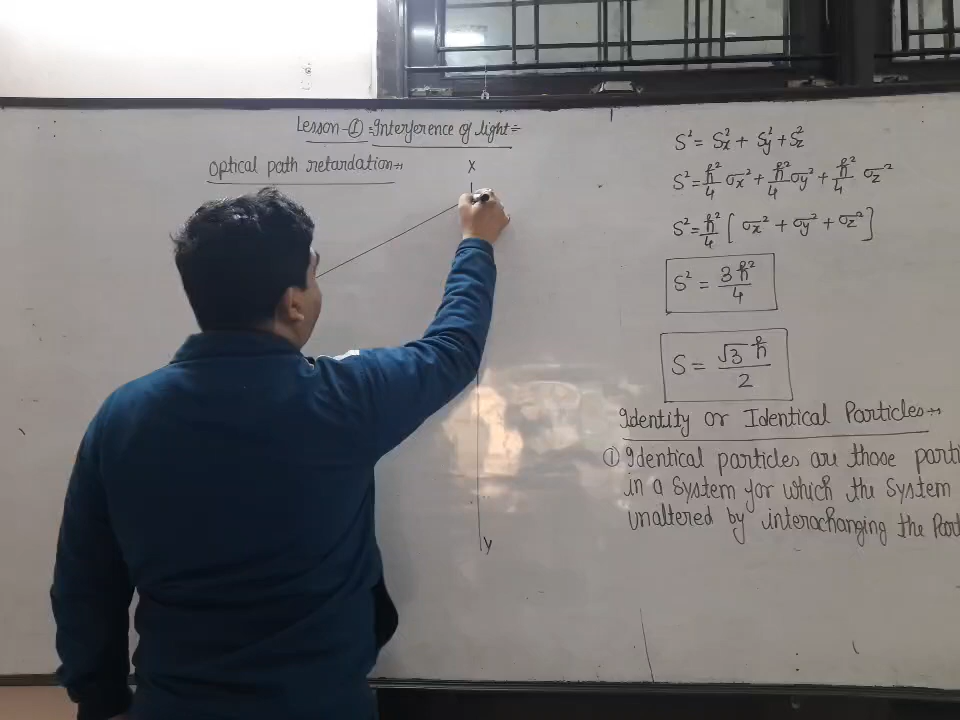 Lesson-① =Interference of light=
Optical path retardation→
X
y
S² = Sx² + Sy² + Sz²
S² = ℏ²/4 σx² + ℏ²/4 σy² + ℏ²/4 σz²
S² = ℏ²/4 [ σx² + σy² + σz² ]
S² = 3ℏ²/4
S = √3 ℏ/2
Identity or Identical Particles→
① Identical particles are those parti
in a System for which the System
unaltered by interachanging the Part